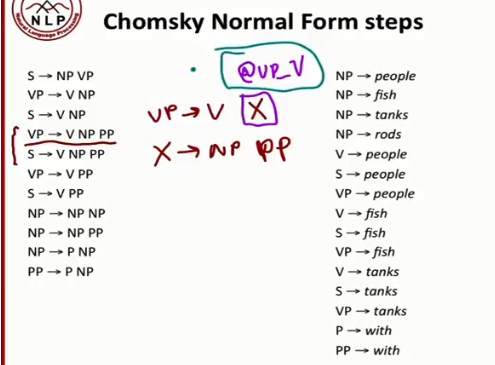 NLP
Natural Language Processing
Chomsky Normal Form steps
@VP_V
VP → V X
X → NP PP
S → NP VP
VP → V NP
S → V NP
VP → V NP PP
S → V NP PP
VP → V PP
S → V PP
NP → NP NP
NP → NP PP
NP → P NP
PP → P NP
NP → people
NP → fish
NP → tanks
NP → rods
V → people
S → people
VP → people
V → fish
S → fish
VP → fish
V → tanks
S → tanks
VP → tanks
P → with
PP → with